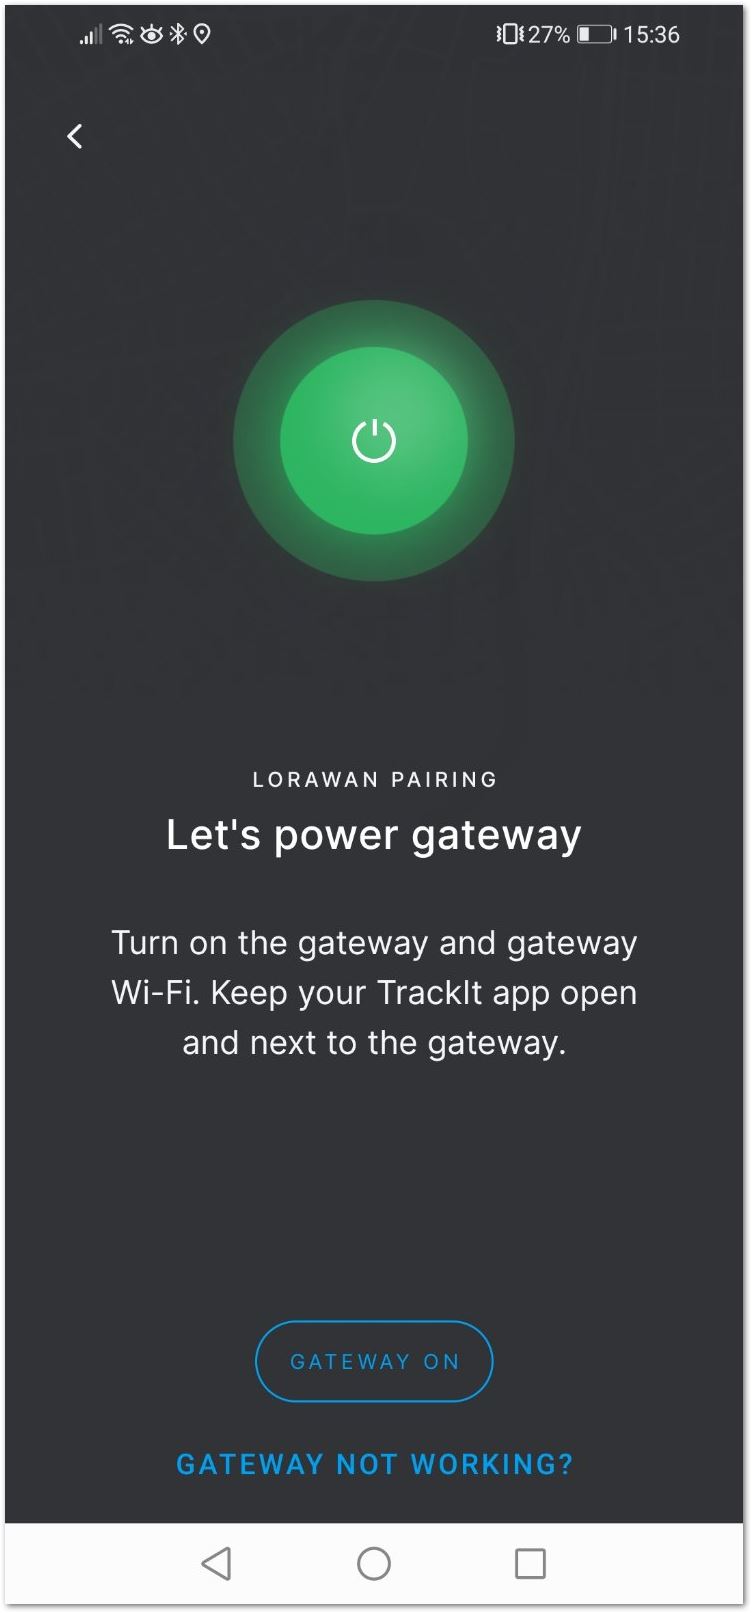 27% 15:36
LORAWAN PAIRING
Let's power gateway
Turn on the gateway and gateway
Wi-Fi. Keep your TrackIt app open
and next to the gateway.
GATEWAY ON
GATEWAY NOT WORKING?